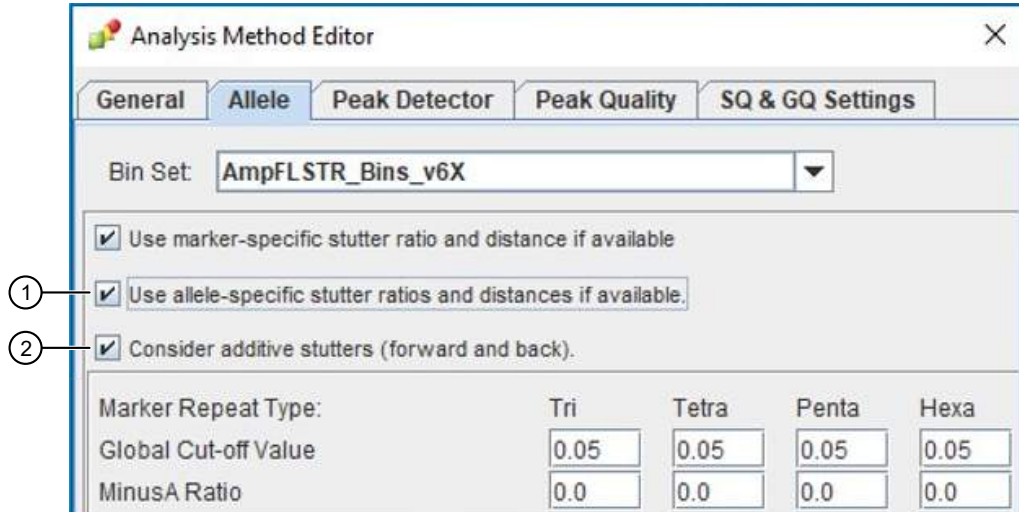 Analysis Method Editor
General Allele Peak Detector Peak Quality SQ & GQ Settings
Bin Set: AmpFLSTR_Bins_v6X
Use marker-specific stutter ratio and distance if available
1 Use allele-specific stutter ratios and distances if available.
2 Consider additive stutters (forward and back).
Marker Repeat Type: Tri Tetra Penta Hexa
Global Cut-off Value 0.05 0.05 0.05 0.05
MinusA Ratio 0.0 0.0 0.0 0.0